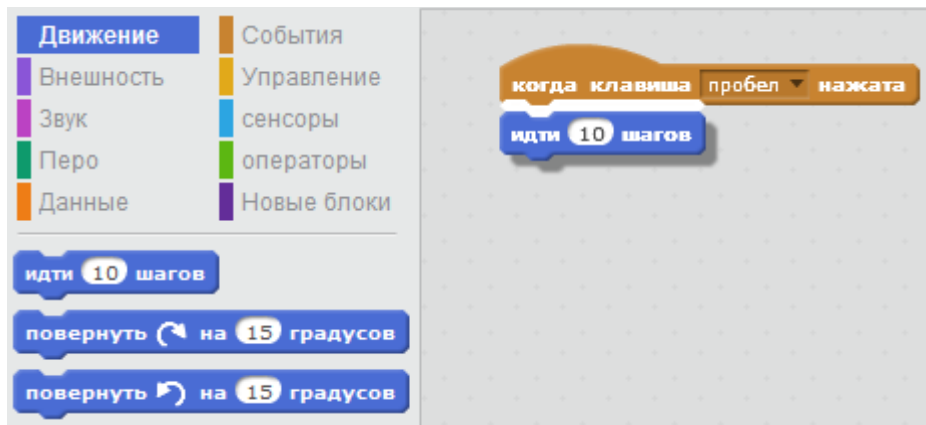 Движение
События
Внешность
Управление
Звук
сенсоры
Перо
операторы
Данные
Новые блоки
идти 10 шагов
повернуть на 15 градусов
повернуть на 15 градусов
когда клавиша пробел нажата
идти 10 шагов